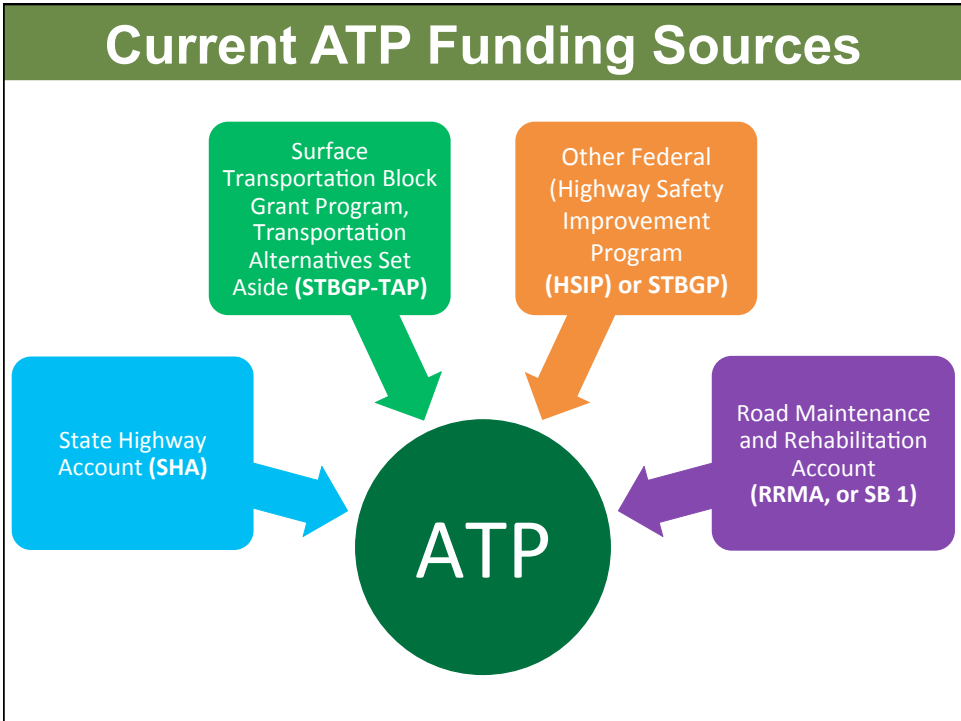 Current ATP Funding Sources
Surface
Transportation Block
Grant Program,
Transportation
Alternatives Set
Aside (STBGP-TAP)
Other Federal
(Highway Safety
Improvement
Program
(HSIP) or STBGP)
State Highway
Account (SHA)
Road Maintenance
and Rehabilitation
Account
(RRMA, or SB 1)
ATP